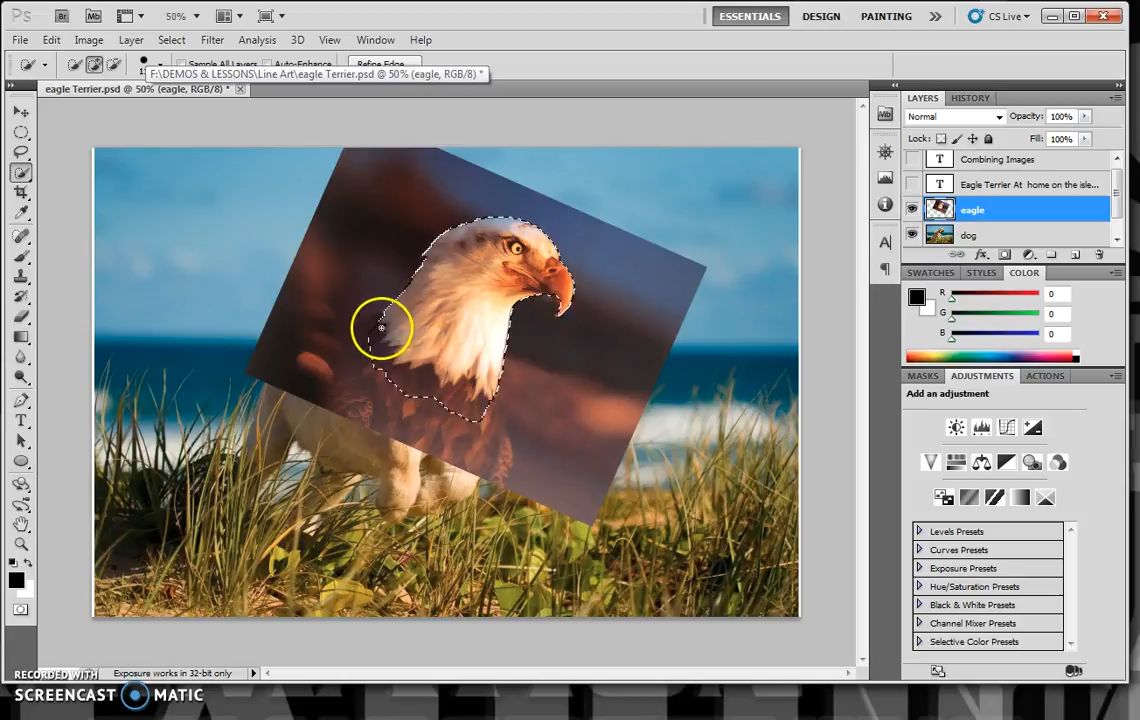 Ps Br Mb 50% ESSENTIALS DESIGN PAINTING CS Live
File Edit Image Layer Select Filter Analysis 3D View Window Help
Sample All Layers Auto-Enhance Refine Edge...
F:\DEMOS & LESSONS\Line Art\eagle Terrier.psd @ 50% (eagle, RGB/8) *
eagle Terrier.psd @ 50% (eagle, RGB/8) *
LAYERS HISTORY
Normal Opacity: 100%
Lock: Fill: 100%
T Combining Images
T Eagle Terrier At home on the isle...
eagle
dog
SWATCHES STYLES COLOR
R 0
G 0
B 0
MASKS ADJUSTMENTS ACTIONS
Add an adjustment
Levels Presets
Curves Presets
Exposure Presets
Hue/Saturation Presets
Black & White Presets
Channel Mixer Presets
Selective Color Presets
Exposure works in 32-bit only
RECORDED WITH
SCREENCAST MATIC